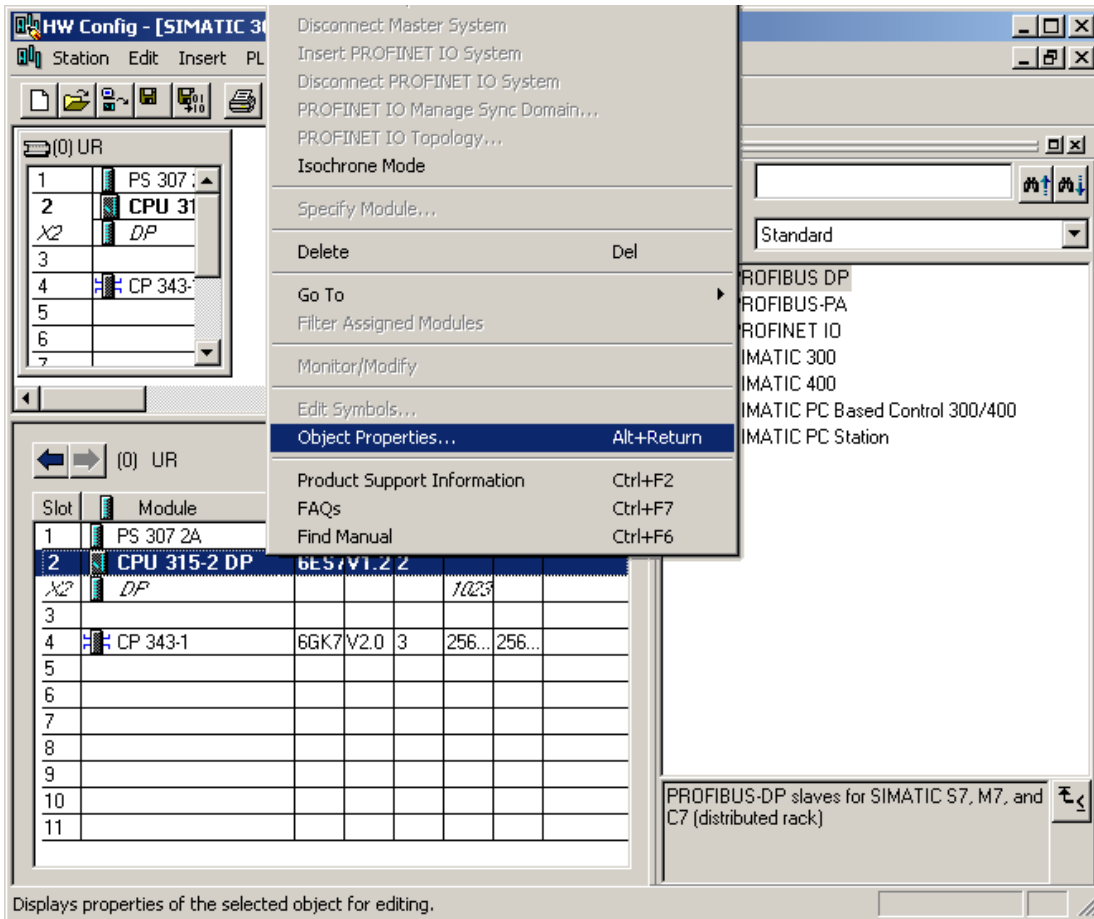 HW Config - [SIMATIC 30
Station Edit Insert PL
(0) UR
1 PS 307 2
2 CPU 31
X2 DP
3
4 CP 343-1
5
6
7
Disconnect Master System
Insert PROFINET IO System
Disconnect PROFINET IO System
PROFINET IO Manage Sync Domain...
PROFINET IO Topology...
Isochrone Mode
Specify Module...
Delete Del
Go To
Filter Assigned Modules
Monitor/Modify
Edit Symbols...
Object Properties... Alt+Return
Product Support Information Ctrl+F2
FAQs Ctrl+F7
Find Manual Ctrl+F6
Standard
ROFIBUS DP
ROFIBUS-PA
ROFINET IO
IMATIC 300
IMATIC 400
IMATIC PC Based Control 300/400
IMATIC PC Station
(0) UR
Slot Module
1 PS 307 2A
2 CPU 315-2 DP 6ES7 V1.2 2
X2 DP 1023
3
4 CP 343-1 6GK7 V2.0 3 256... 256...
5
6
7
8
9
10
11
PROFIBUS-DP slaves for SIMATIC S7, M7, and
C7 (distributed rack)
Displays properties of the selected object for editing.